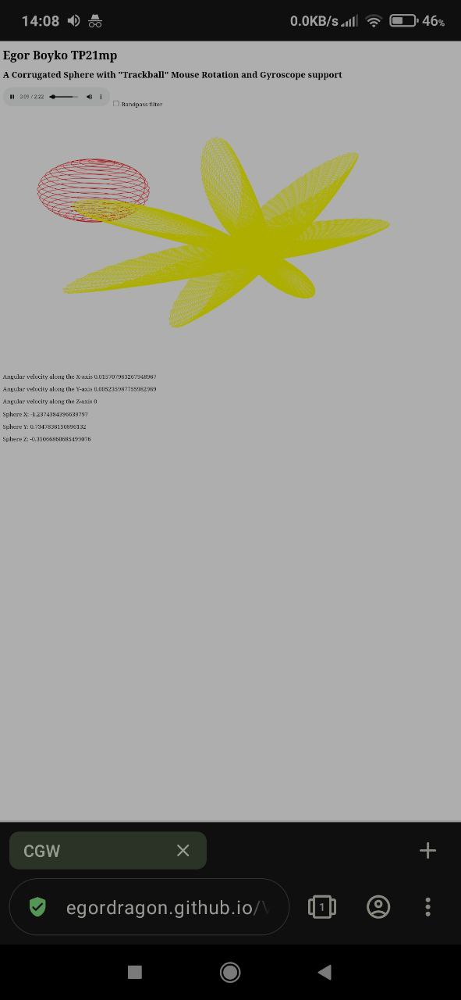 14:08 0.0KB/s 46%
Egor Boyko TP21mp
A Corrugated Sphere with "Trackball" Mouse Rotation and Gyroscope support
0:09 / 2:22 Bandpass filter
Angular velocity along the X-axis 0.015707963267948967
Angular velocity along the Y-axis 0.005235987755982989
Angular velocity along the Z-axis 0
Sphere X: -1.2374384396639797
Sphere Y: 0.7347836150896132
Sphere Z: -0.31066860685499076
CGW
egordragon.github.io/
1